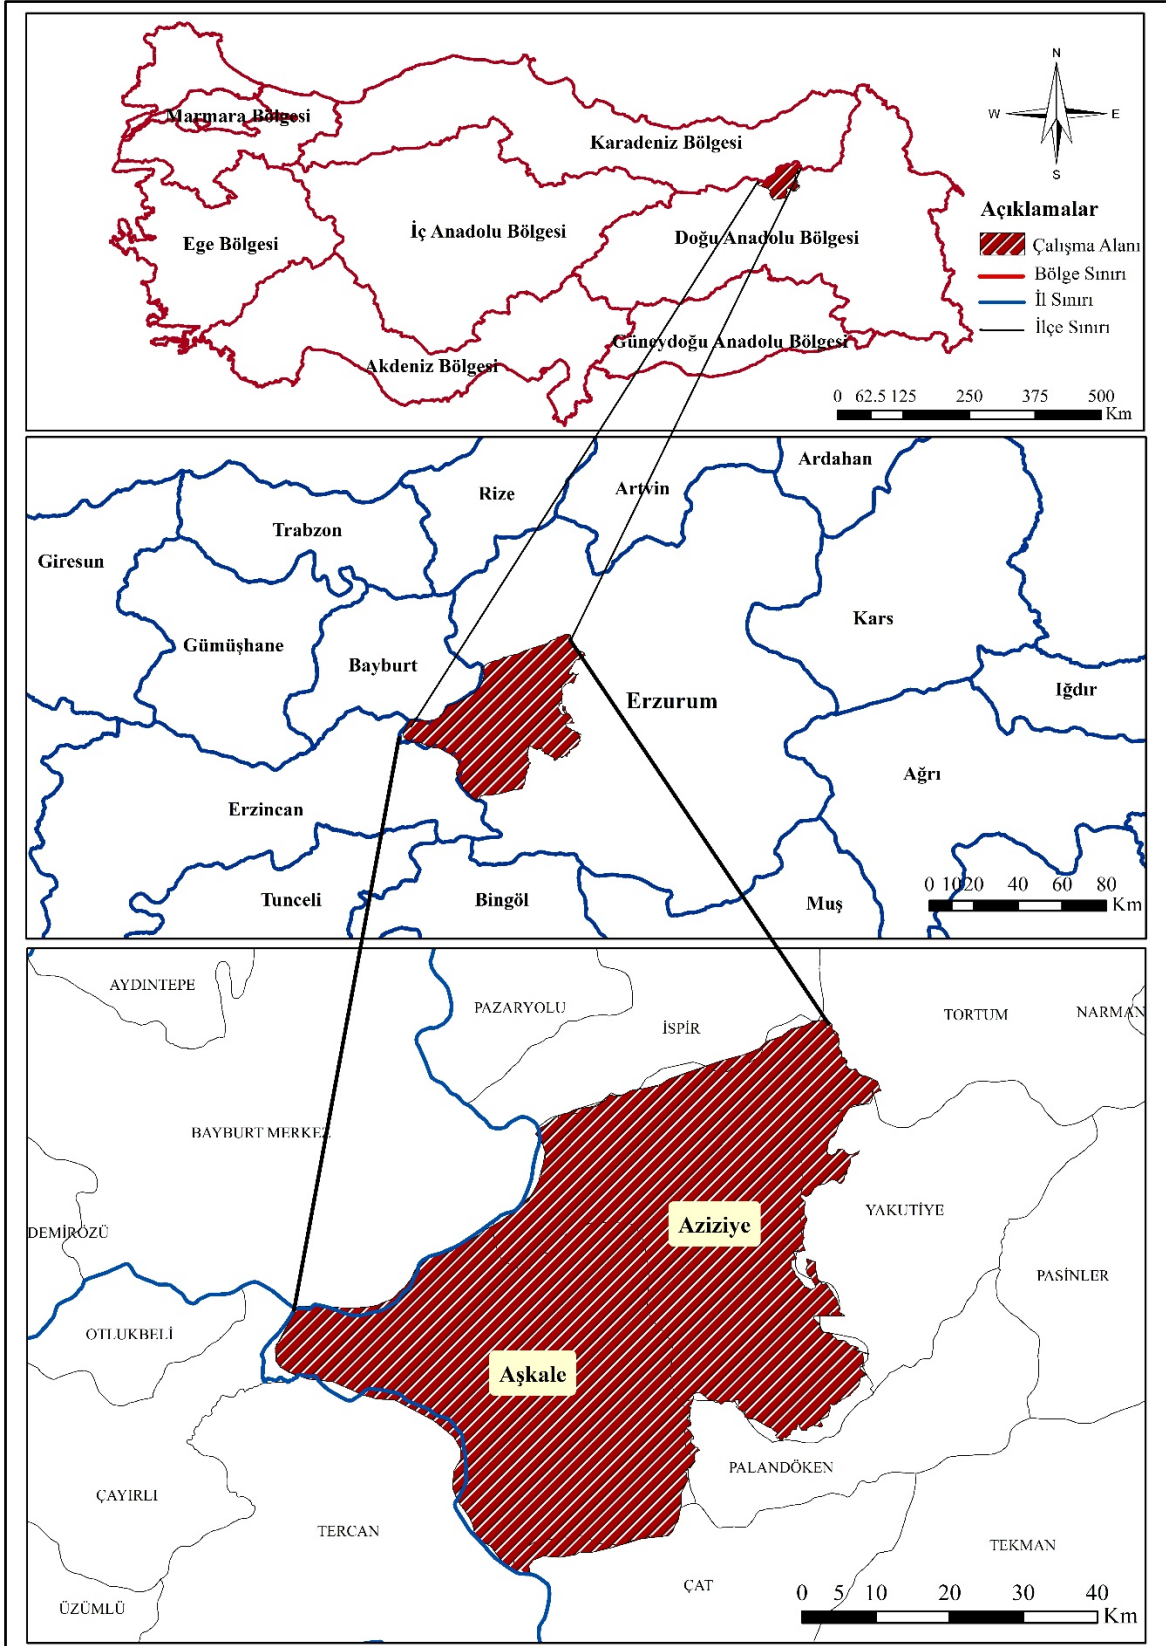 N
W
E
S
Marmara Bölgesi
Karadeniz Bölgesi
Ege Bölgesi
İç Anadolu Bölgesi
Doğu Anadolu Bölgesi
Güneydoğu Anadolu Bölgesi
Akdeniz Bölgesi
Açıklamalar
Çalışma Alanı
Bölge Sınırı
İl Sınırı
İlçe Sınırı
0 62.5 125 250 375 500
Km
Ardahan
Rize
Artvin
Trabzon
Giresun
Kars
Gümüşhane
Bayburt
Iğdır
Erzurum
Ağrı
Erzincan
Tunceli
Bingöl
Muş
0 10 20 40 60 80
Km
AYDINTEPE
PAZARYOLU
İSPİR
TORTUM
NARMAN
BAYBURT MERKEZ
DEMİRÖZÜ
Aziziye
YAKUTİYE
PASİNLER
OTLUKBELİ
Aşkale
PALANDÖKEN
ÇAYIRLI
TERCAN
TEKMAN
ÇAT
ÜZÜMLÜ
0 5 10 20 30 40
Km